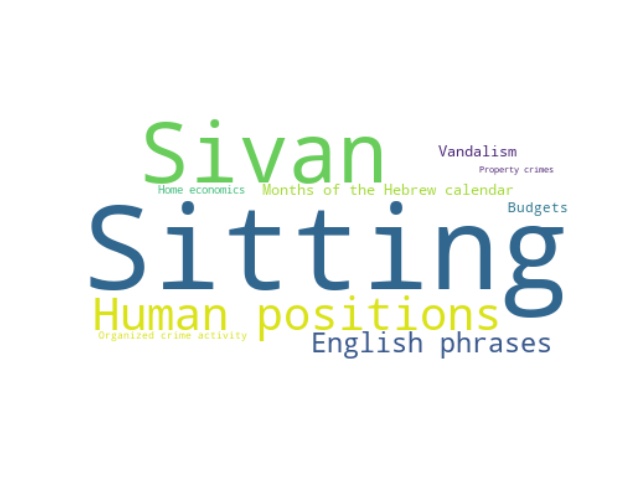 Sivan
Vandalism
Property crimes
Home economics
Months of the Hebrew calendar
Budgets
Sitting
Human positions
Organized crime activity
English phrases